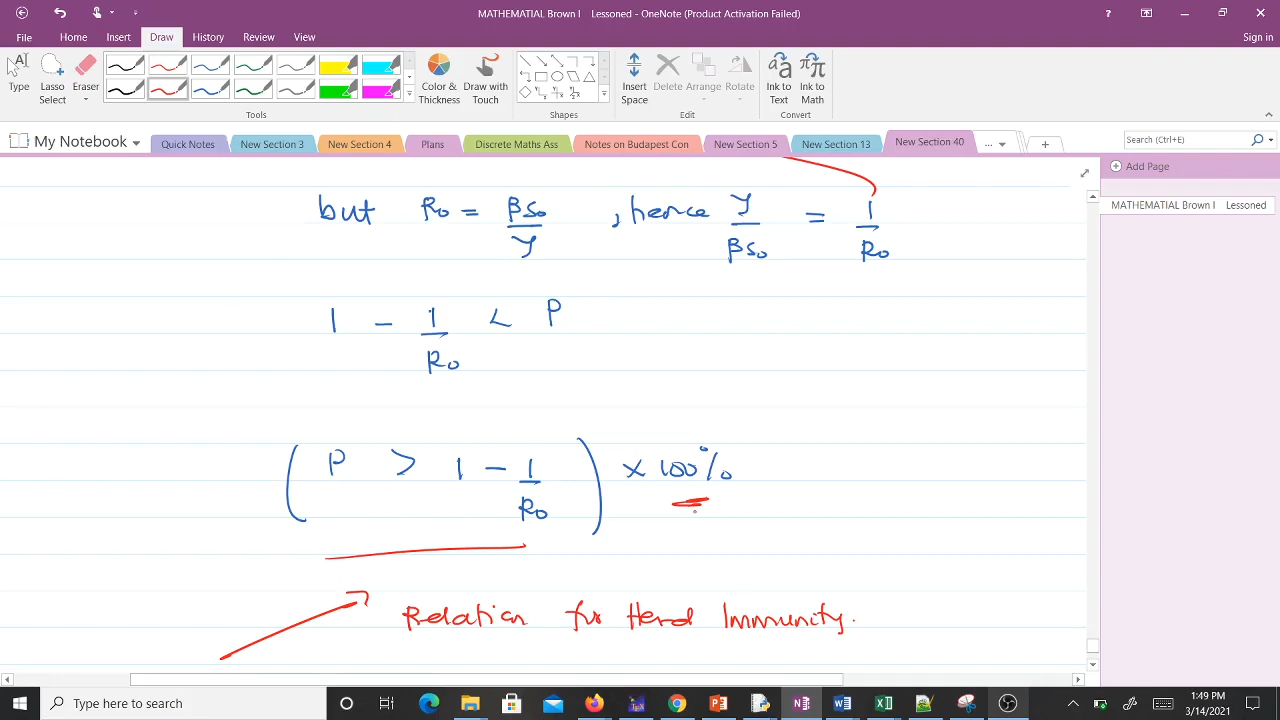 MATHEMATIAL Brown I Lessoned - OneNote (Product Activation Failed)
File Home Insert Draw History Review View Sign in
Type Lasso Select Eraser Color & Thickness Draw with Touch Insert Space Delete Arrange Rotate Ink to Text Ink to Math
Tools Shapes Edit Convert
My Notebook Quick Notes New Section 3 New Section 4 Plans Discrete Maths Ass Notes on Budapest Con New Section 5 New Section 13 New Section 40 ... + Search (Ctrl+E)
Add Page
MATHEMATIAL Brown I Lessoned
but R₀ = βS₀/γ , hence γ/βS₀ = 1/R₀
1 - 1/R₀ < P
( P > 1 - 1/R₀ ) × 100%
Relation for Herd Immunity.
Type here to search
1:49 PM
3/14/2021